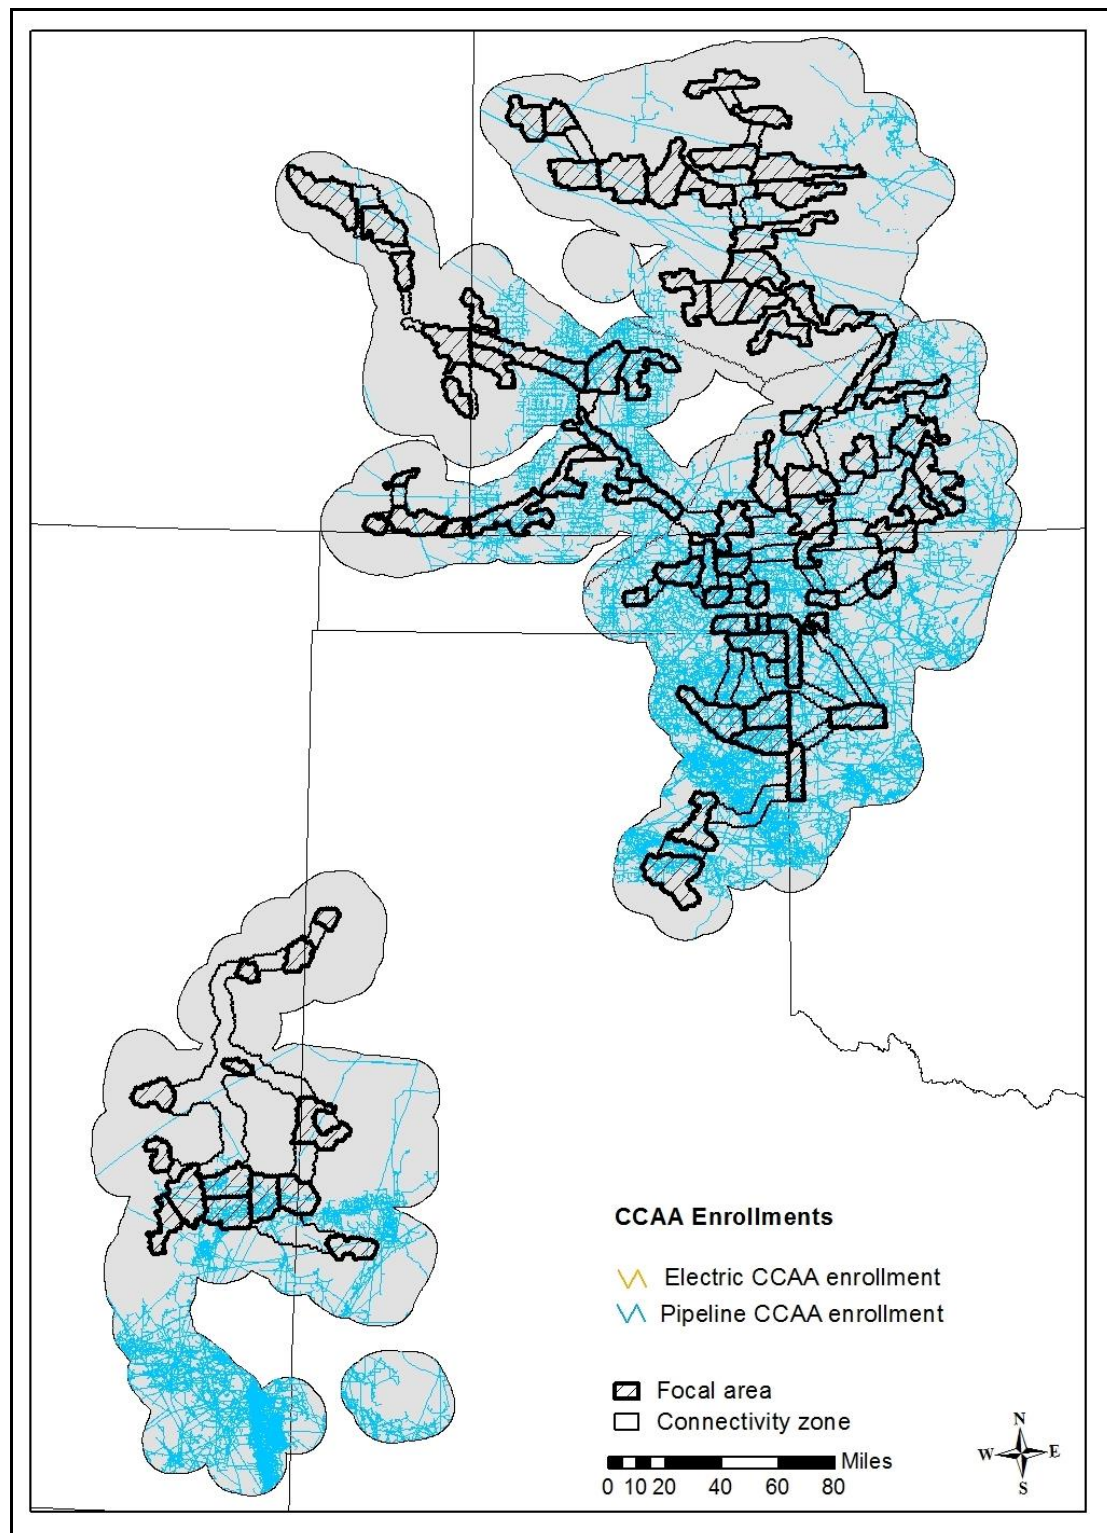 CCAA Enrollments
Electric CCAA enrollment
Pipeline CCAA enrollment
Focal area
Connectivity zone
Miles
0 10 20 40 60 80
N
W E
S